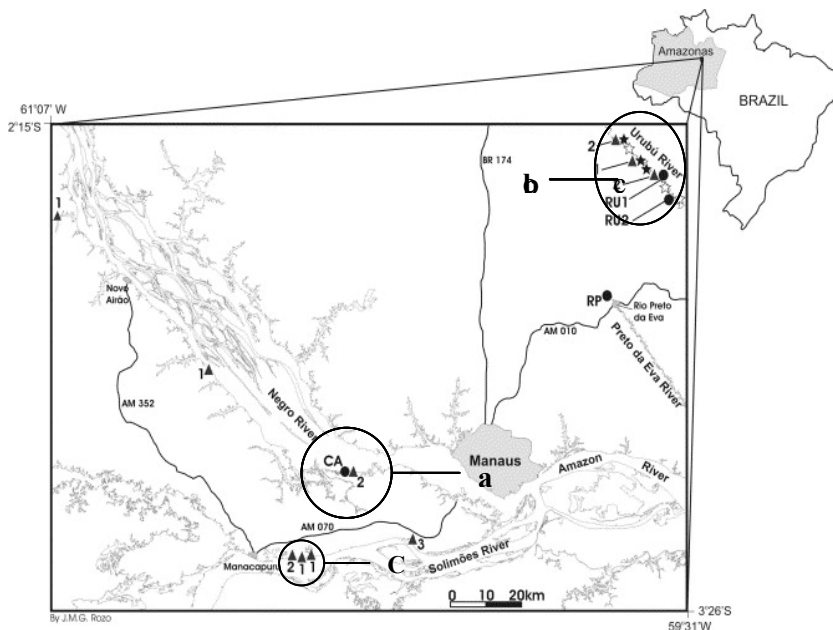 Amazonas
BRAZIL
61°07' W
2°15'S
Urubú River
2
1
b
c
RU1
RU2
BR 174
1
Novo
Airão
RP
Rio Preto
da Eva
AM 010
Preto da Eva River
1
AM 352
Negro River
CA
2
a
Manaus
Amazon River
AM 070
3
Manacapuru
2 1 1
C
Solimões River
0 10 20km
By J.M.G. Rozo
3°26'S
59°31'W